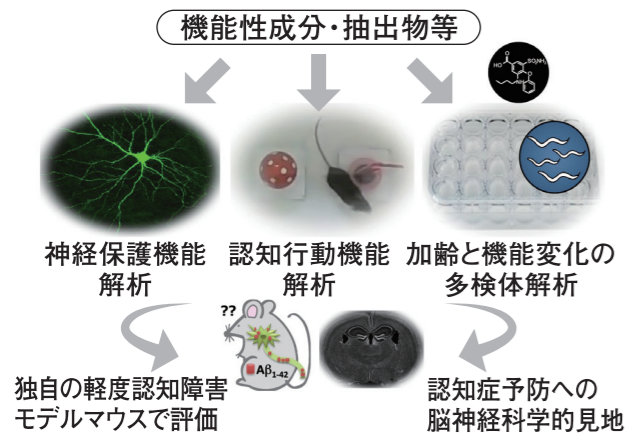 機能性成分・抽出物等
HO
O
SO₂NH₂
O
NH
神経保護機能
解析
認知行動機能
解析
加齢と機能変化の
多検体解析
??
Aβ₁₋₄₂
独自の軽度認知障害
モデルマウスで評価
認知症予防への
脳神経科学的見地